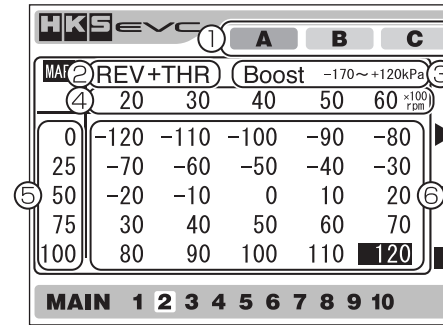 HKS EVC ① A B C
MAP ② REV+THR Boost -170～+120kPa ③
④ 20 30 40 50 60 ×100 rpm
0 -120 -110 -100 -90 -80
25 -70 -60 -50 -40 -30
⑤ 50 -20 -10 0 10 20 ⑥
75 30 40 50 60 70
100 80 90 100 110 120
MAIN 1 2 3 4 5 6 7 8 9 10